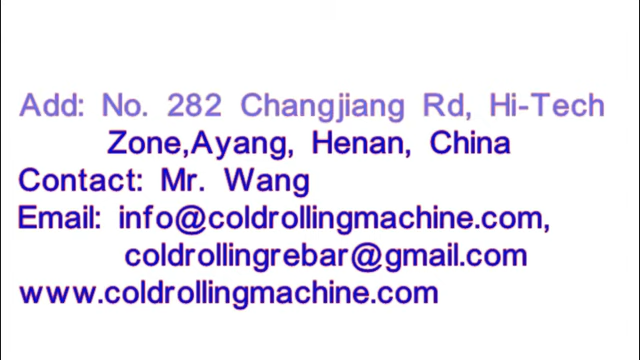 Add: No. 282 Changjiang Rd, Hi-Tech
Zone,Ayang, Henan, China
Contact: Mr. Wang
Email: info@coldrollingmachine.com,
coldrollingrebar@gmail.com
www.coldrollingmachine.com